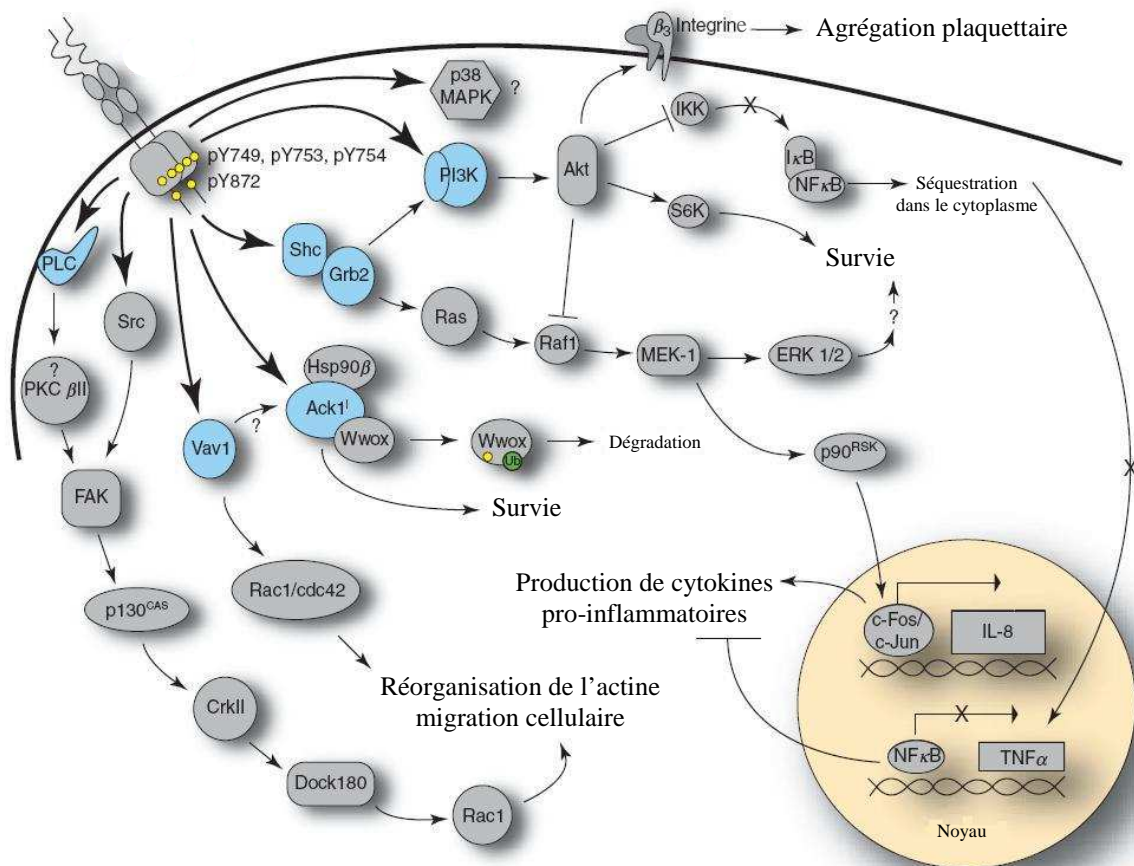 β3 Integrine
Agrégation plaquettaire
p38
MAPK
?
IKK
X
pY749, pY753, pY754
pY872
PI3K
Akt
IκB
NFκB
Séquestration
dans le cytoplasme
S6K
PLC
Shc
Grb2
Survie
Src
Ras
Raf1
MEK-1
ERK 1/2
?
?
PKC βII
Hsp90β
Ack1
Vav1
?
Wwox
Wwox
Ub
Dégradation
p90RSK
X
FAK
Survie
Rac1/cdc42
p130CAS
Production de cytokines
pro-inflammatoires
c-Fos/
c-Jun
IL-8
CrkII
Réorganisation de l’actine
migration cellulaire
X
NFκB
TNFα
Dock180
Rac1
Noyau